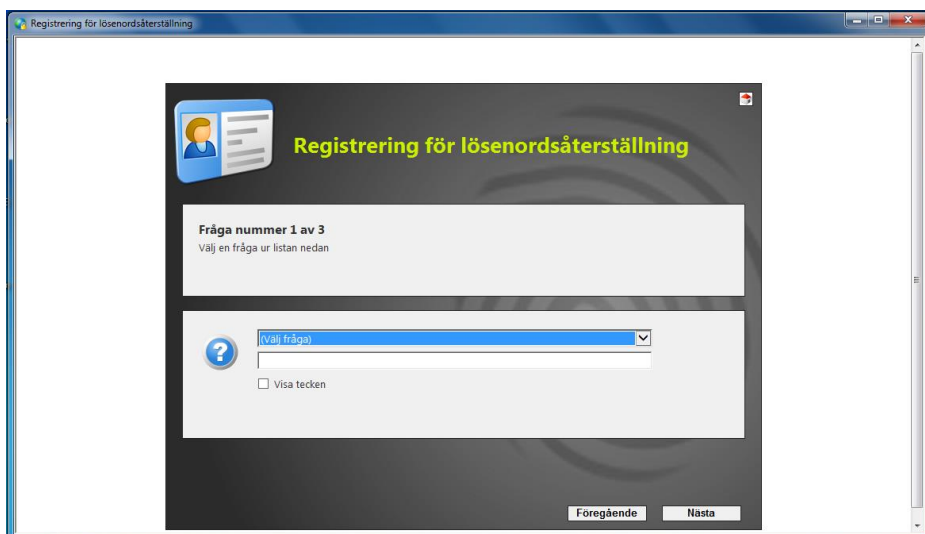 Registrering för lösenordsåterställning
Registrering för lösenordsåterställning
Fråga nummer 1 av 3
Välj en fråga ur listan nedan
(Välj fråga)
Visa tecken
Föregående
Nästa